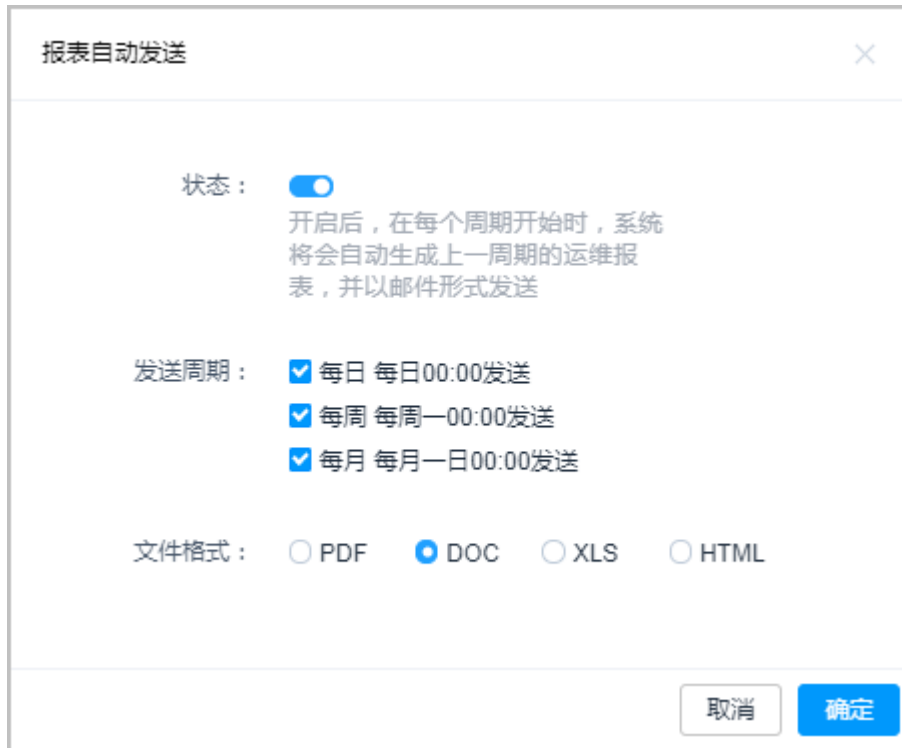 报表自动发送
状态：
开启后，在每个周期开始时，系统
将会自动生成上一周期的运维报
表，并以邮件形式发送
发送周期：
每日 每日00:00发送
每周 每周一00:00发送
每月 每月一日00:00发送
文件格式： PDF DOC XLS HTML
取消 确定